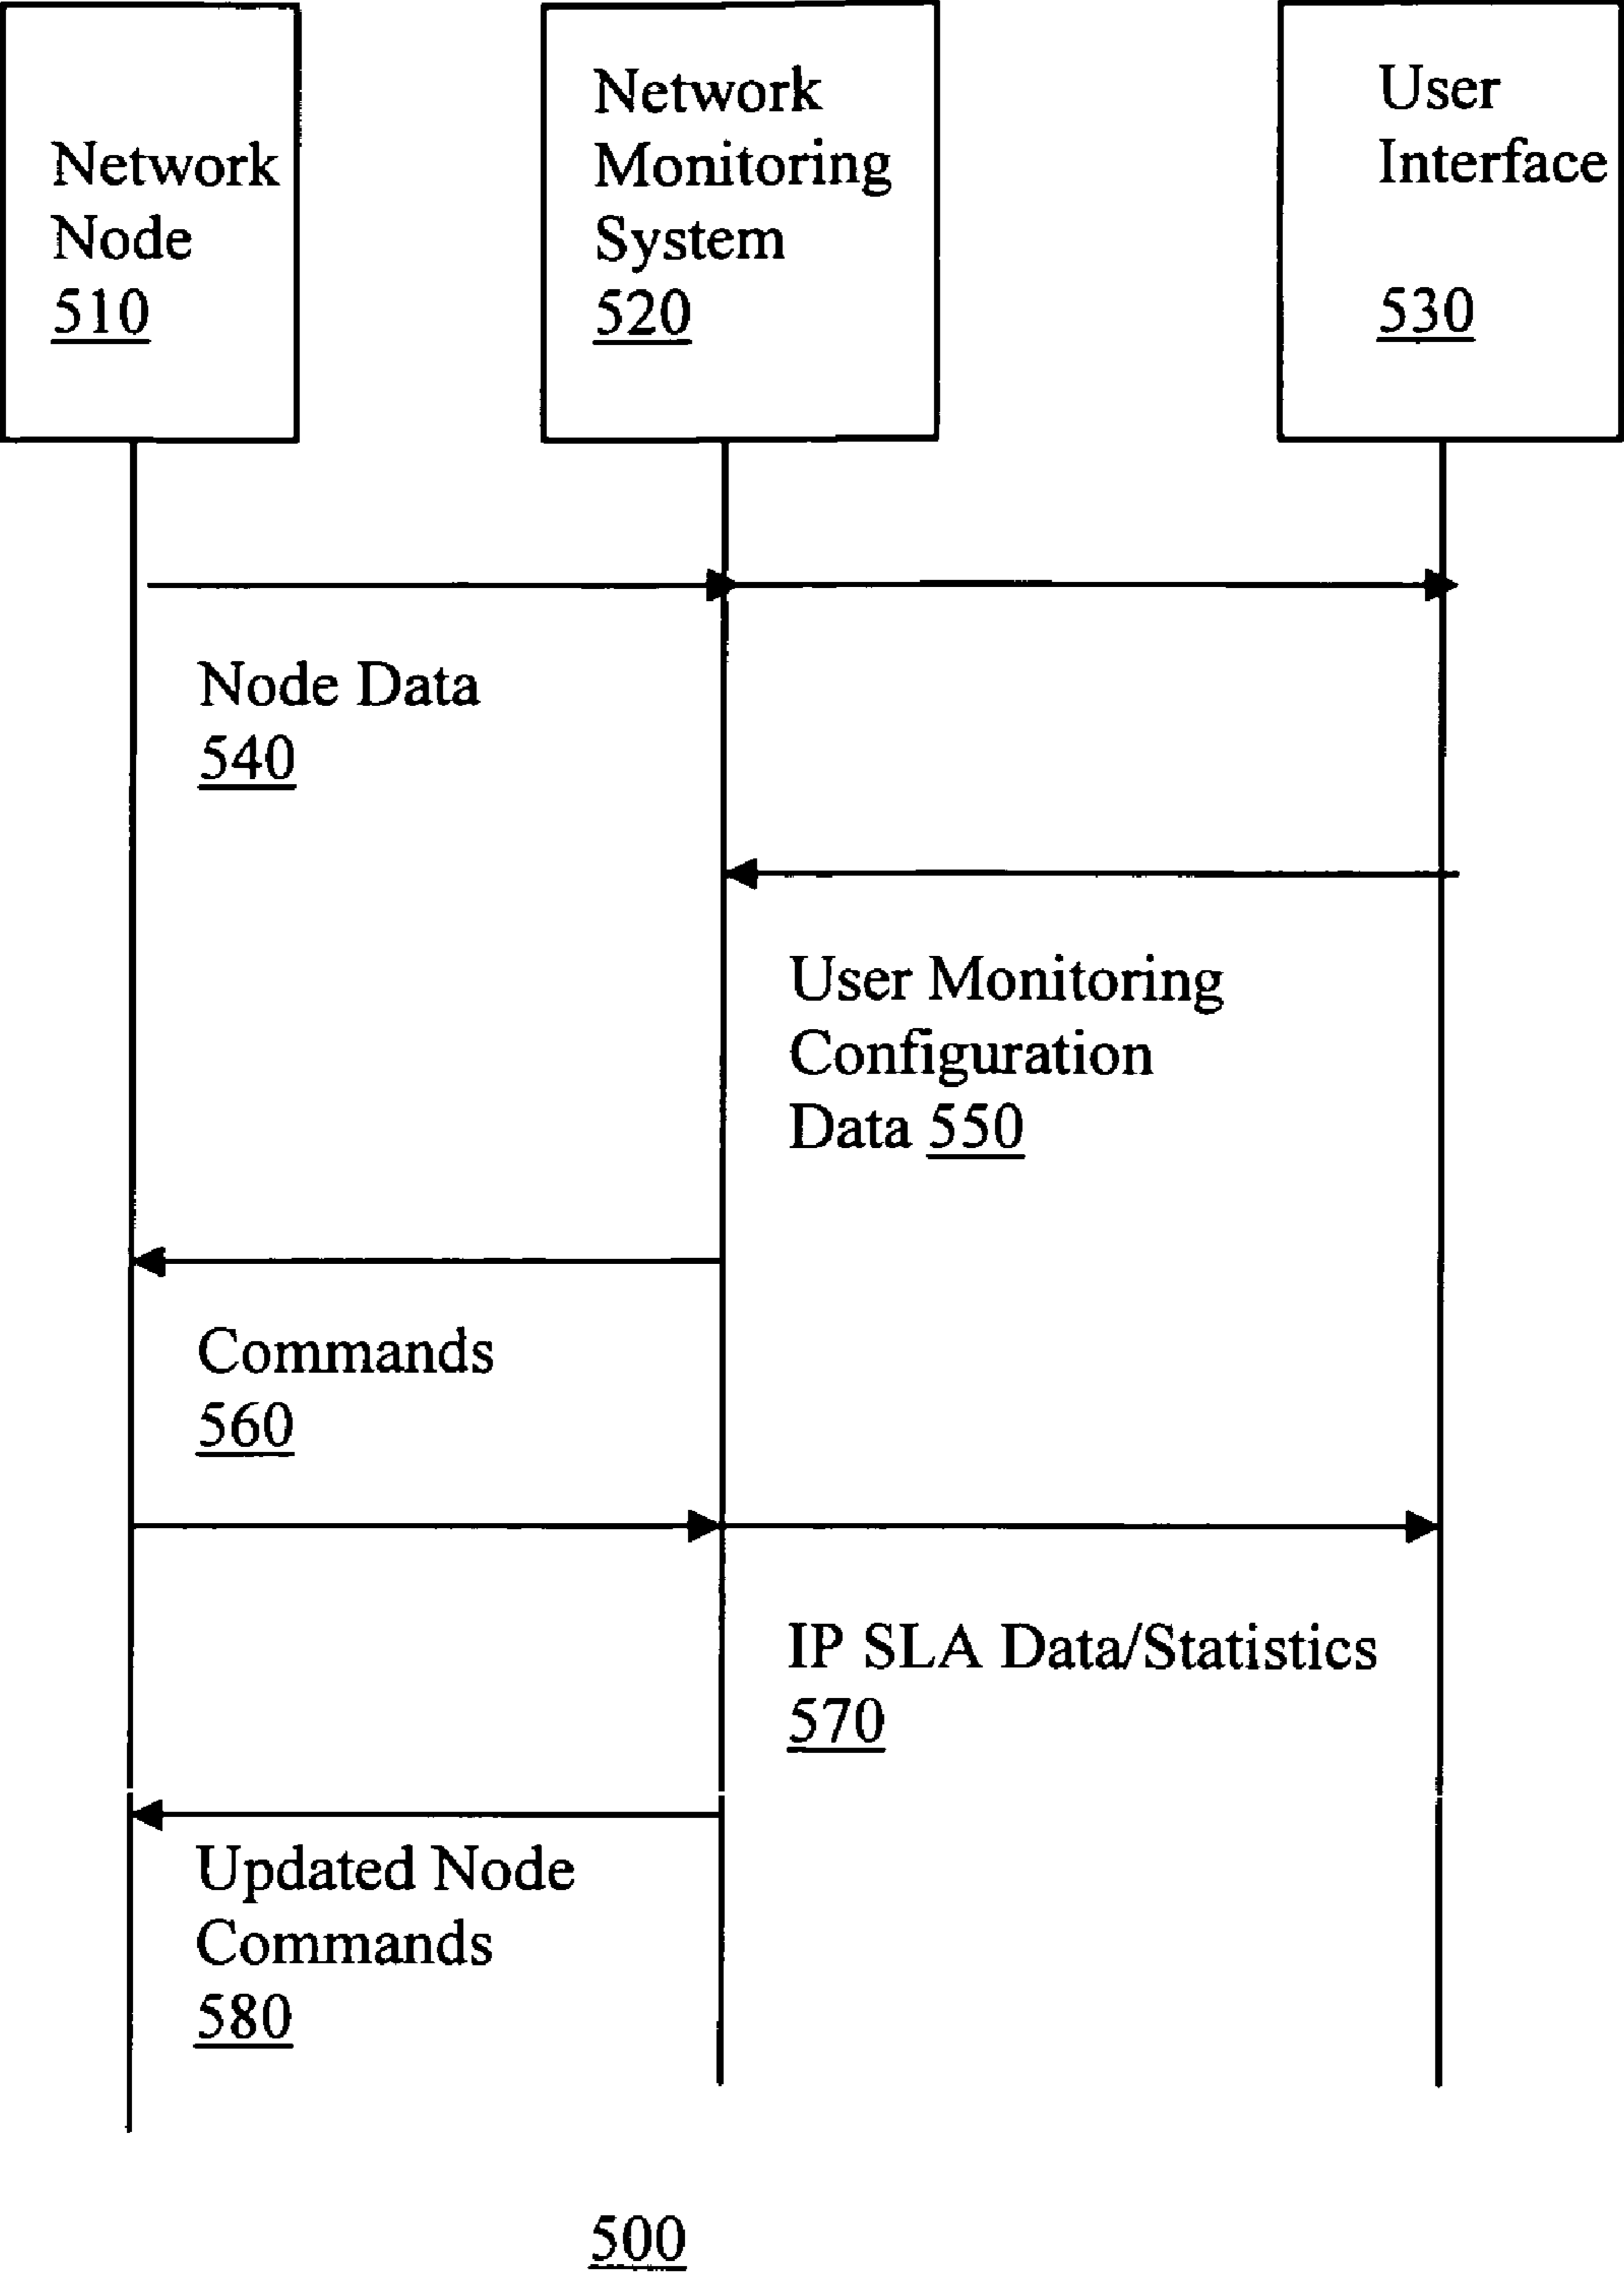 Network
Node
510
Network
Monitoring
System
520
User
Interface
530
Node Data
540
User Monitoring
Configuration
Data 550
Commands
560
IP SLA Data/Statistics
570
Updated Node
Commands
580
500